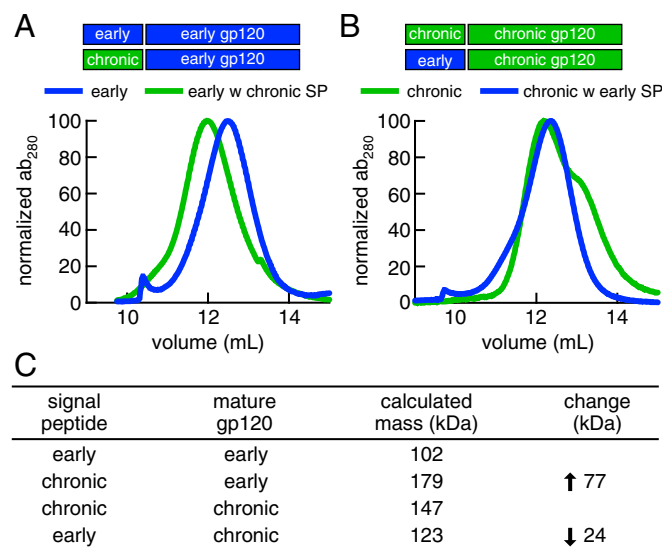 A
early early gp120
chronic early gp120
early early w chronic SP
100
80
60
40
20
0
normalized ab280
10 12 14
volume (mL)
B
chronic chronic gp120
early chronic gp120
chronic chronic w early SP
100
80
60
40
20
0
normalized ab280
10 12 14
volume (mL)
C
signal mature calculated change
peptide gp120 mass (kDa) (kDa)
early early 102
chronic early 179 ⬆ 77
chronic chronic 147
early chronic 123 ⬇ 24